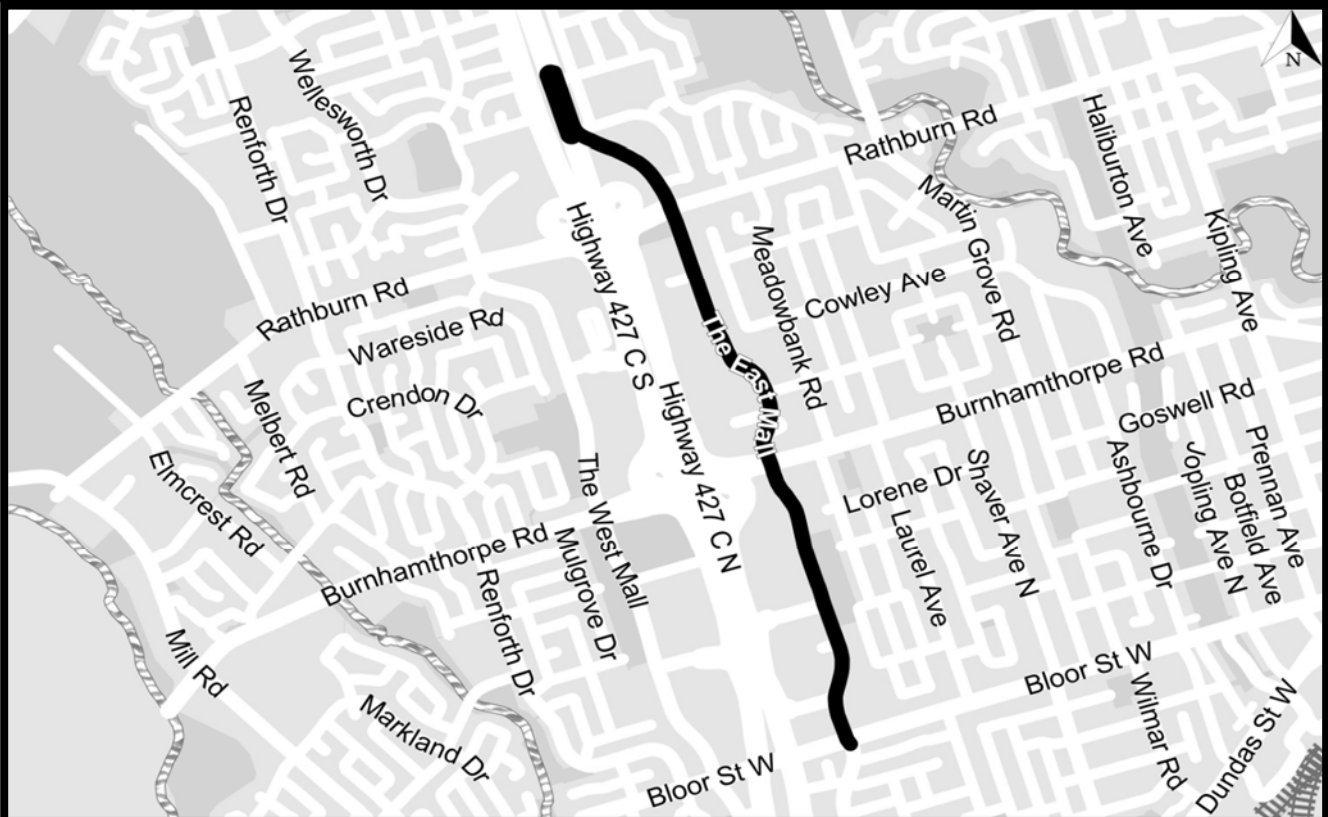 N
Wellesworth Dr
Renforth Dr
Haliburton Ave
Rathburn Rd
Martin Grove Rd
Kipling Ave
Highway 427 C S
Meadowbank Rd
Cowley Ave
Rathburn Rd
Wareside Rd
The East Mall
Burnhamthorpe Rd
Crendon Dr
Melbert Rd
Highway 427 C N
Goswell Rd
Prennan Ave
Elmcrest Rd
The West Mall
Lorene Dr
Shaver Ave N
Ashbourne Dr
Jopling Ave N
Botfield Ave
Laurel Ave
Burnhamthorpe Rd
Mulgrove Dr
Renforth Dr
Mill Rd
Bloor St W
Wilmar Rd
Dundas St W
Markland Dr
Bloor St W